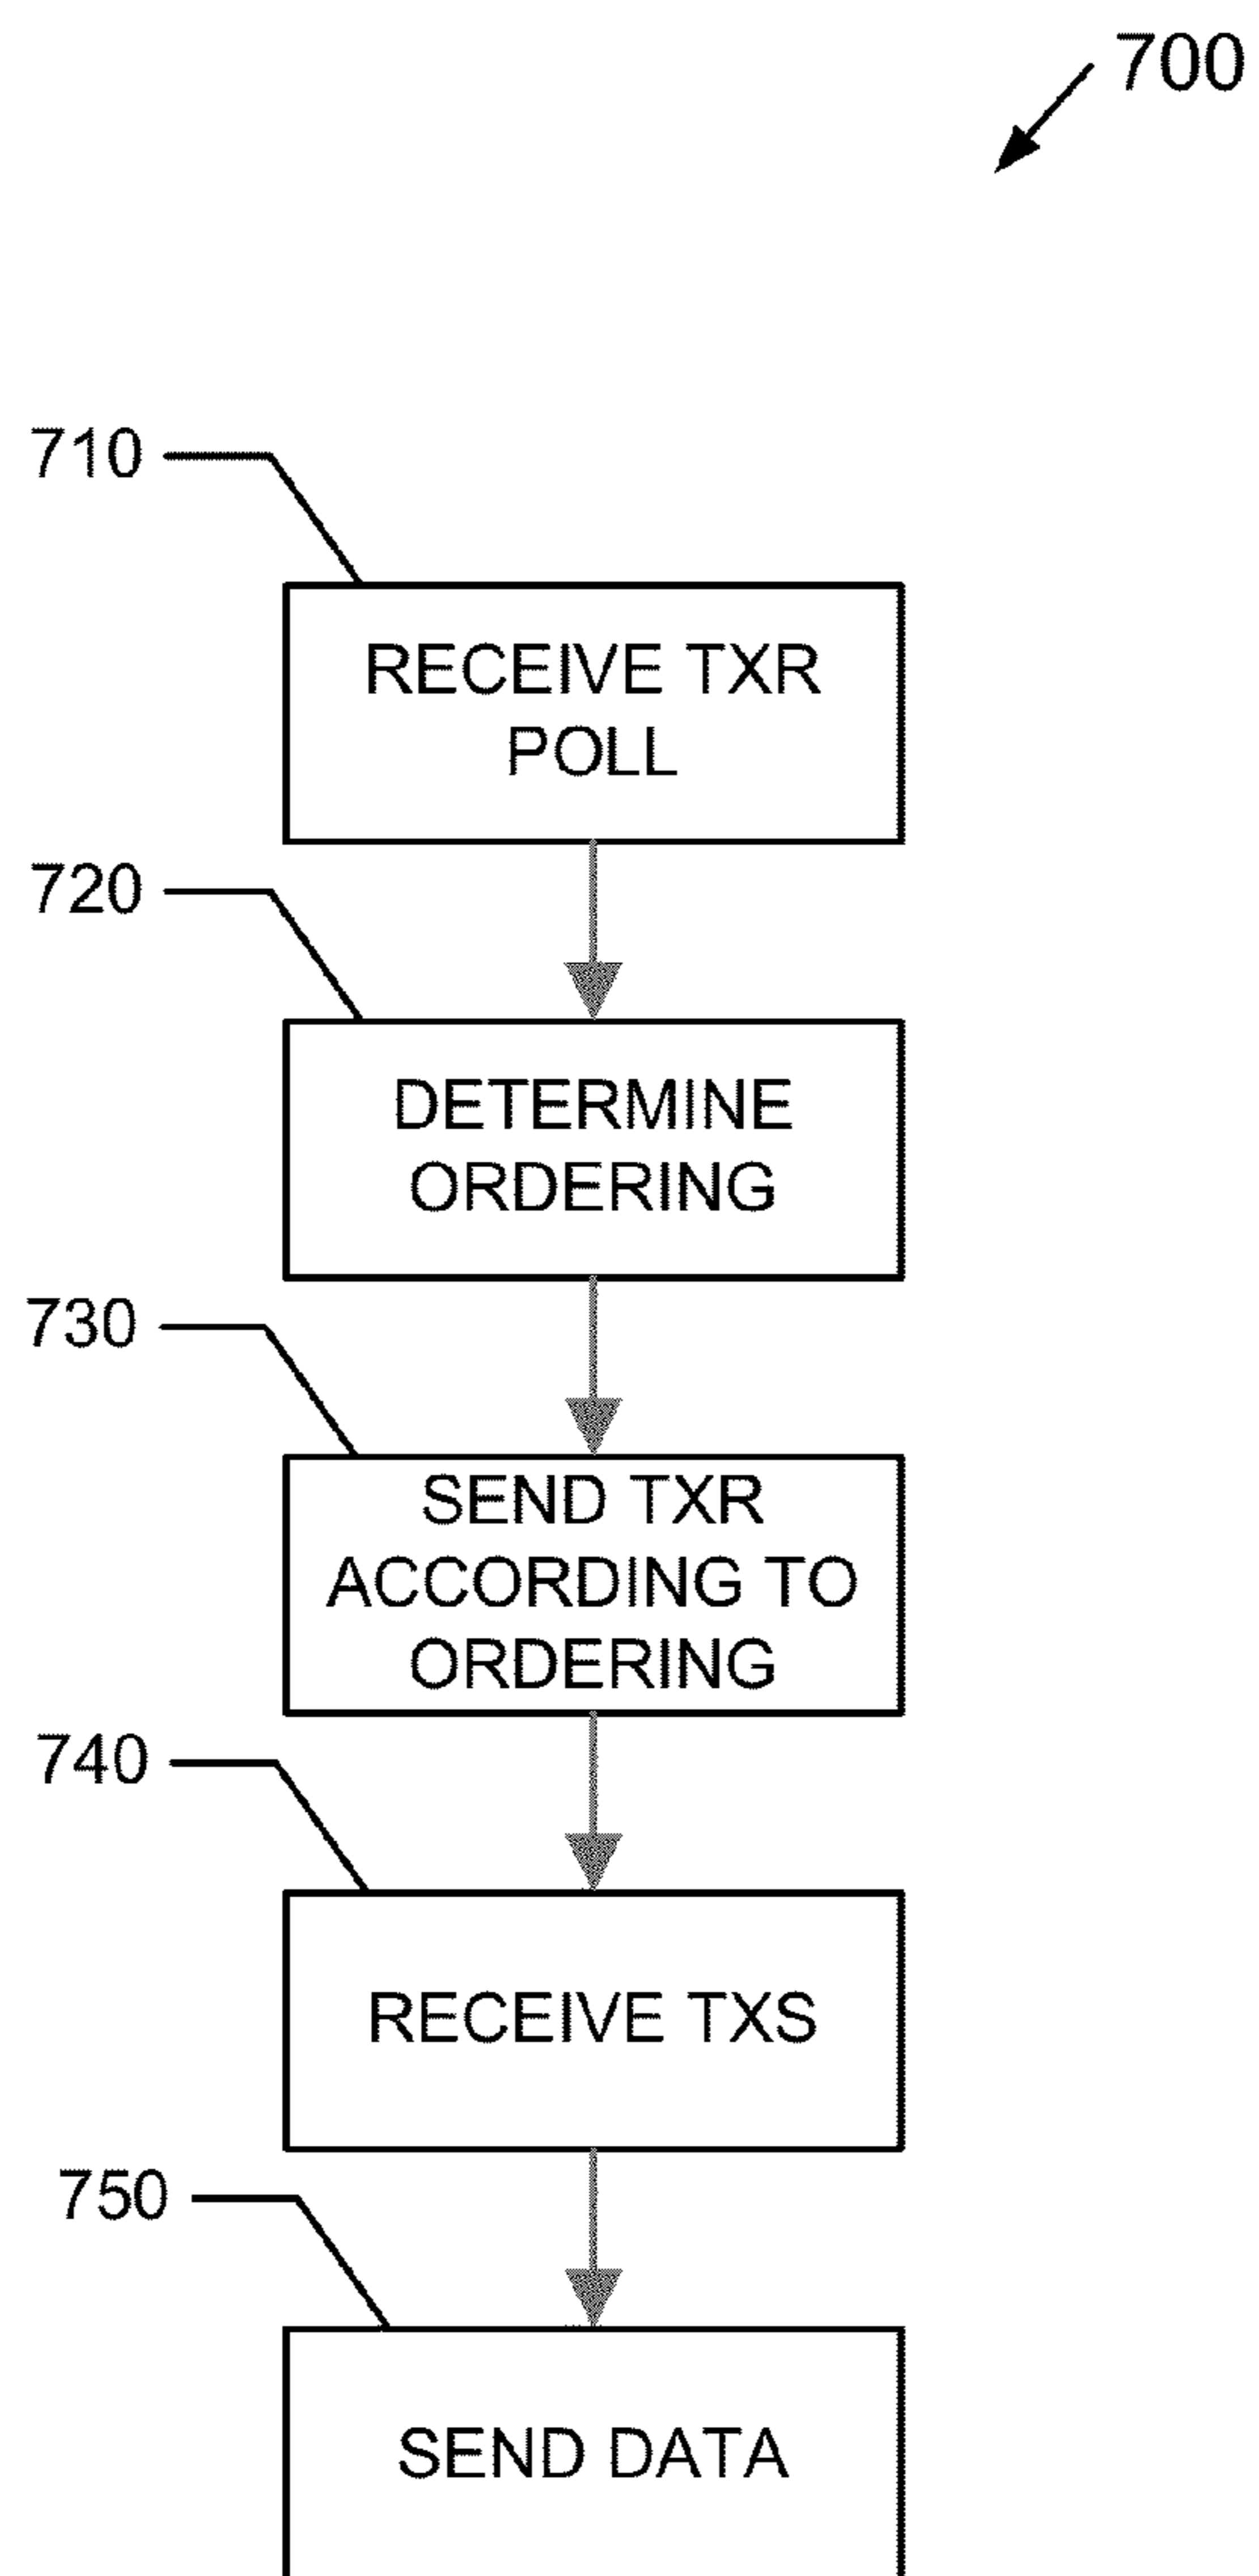 700
710
RECEIVE TXR
POLL
720
DETERMINE
ORDERING
730
SEND TXR
ACCORDING TO
ORDERING
740
RECEIVE TXS
750
SEND DATA